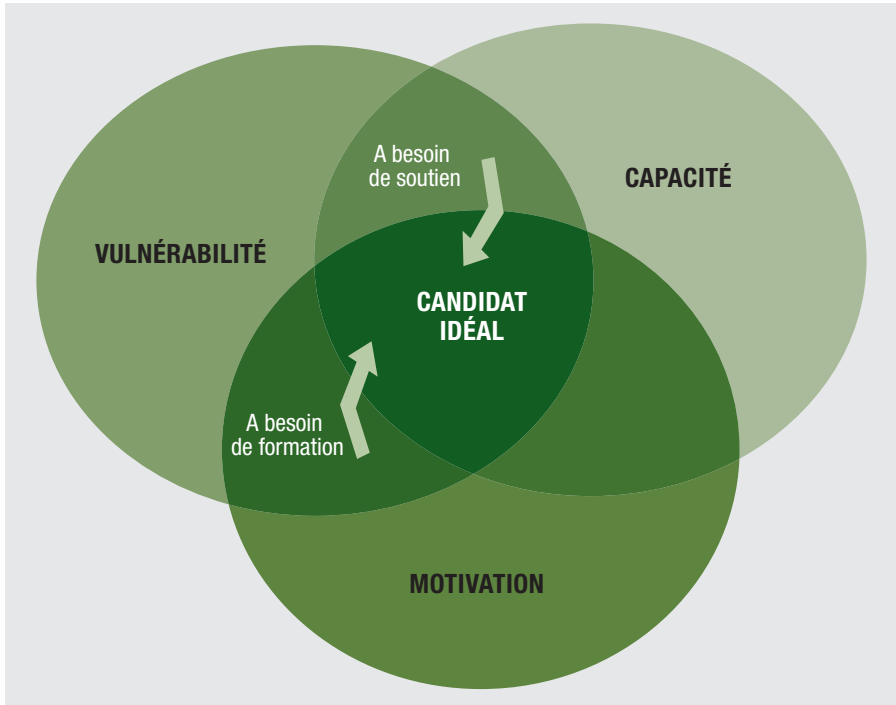 A besoin
de soutien
CAPACITÉ
VULNÉRABILITÉ
CANDIDAT
IDÉAL
A besoin
de formation
MOTIVATION